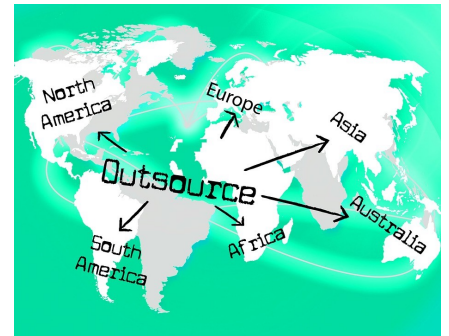 North
America
Europe
Asia
Outsource
Australia
South
America
Africa